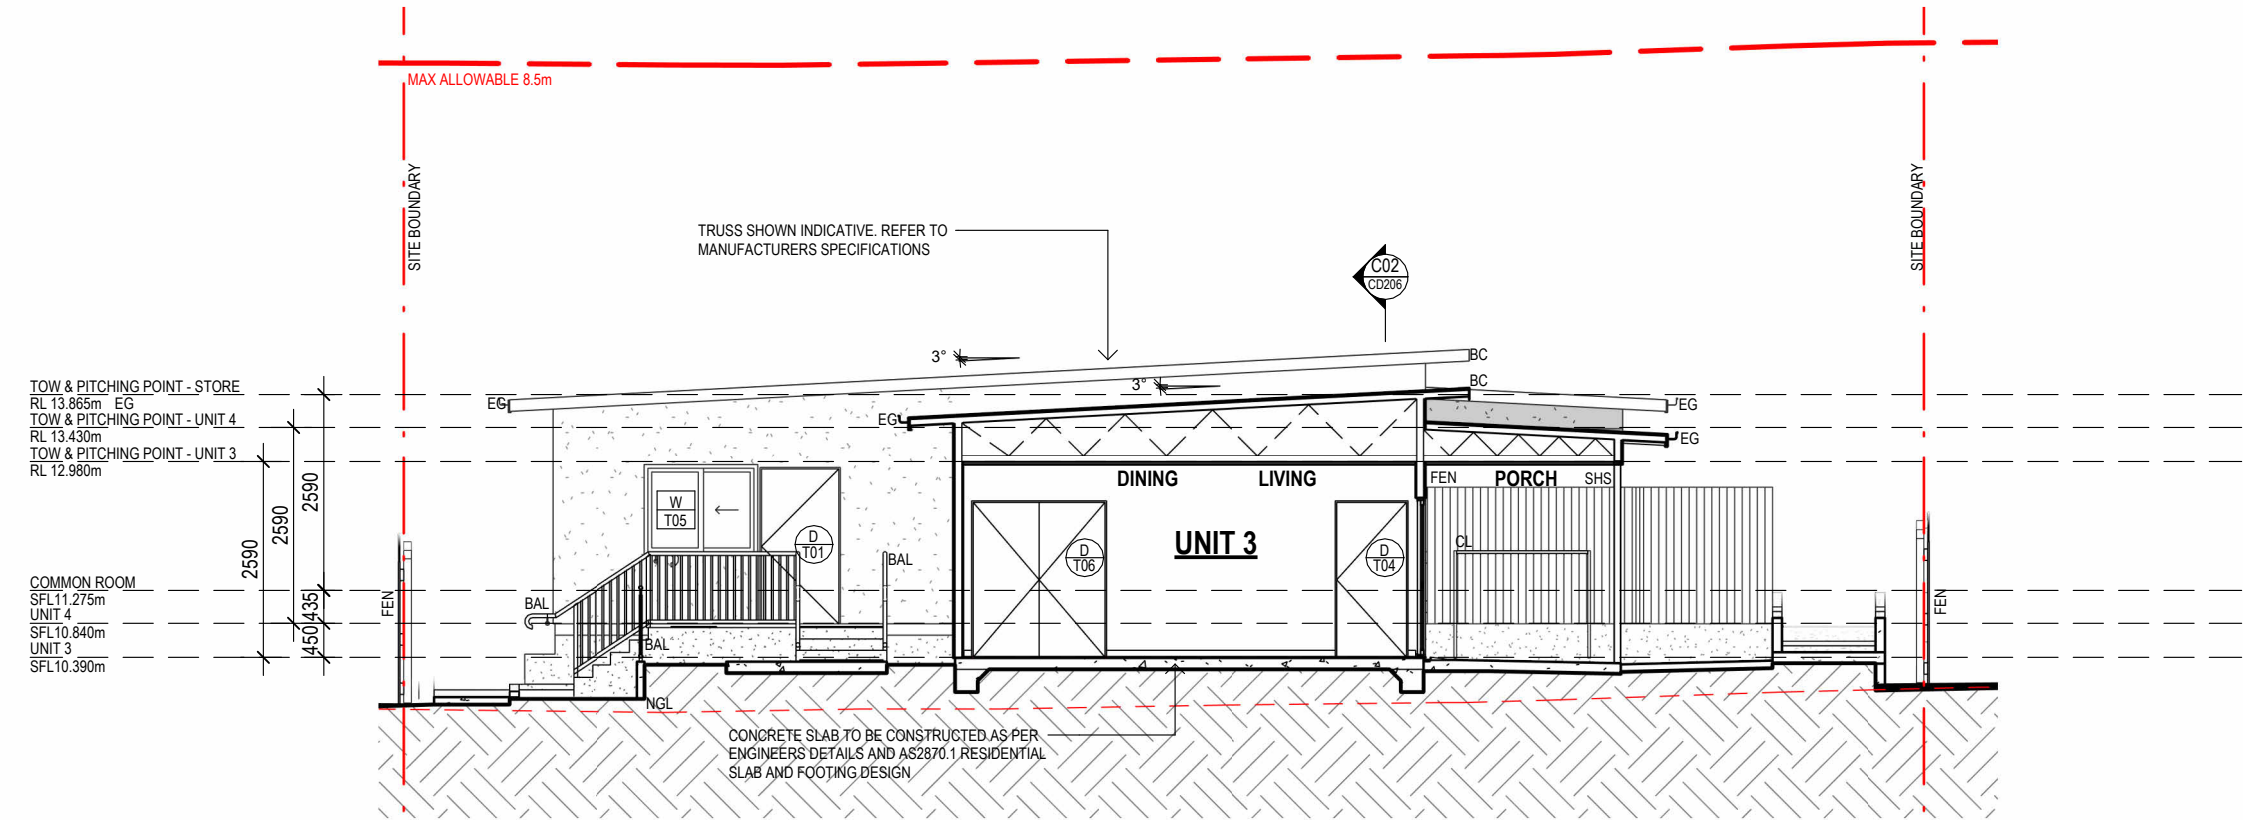 MAX ALLOWABLE 8.5m
SITE BOUNDARY
SITE BOUNDARY
TRUSS SHOWN INDICATIVE. REFER TO
MANUFACTURERS SPECIFICATIONS
C02
CD206
3°
BC
3°
BC
TOW & PITCHING POINT - STORE
RL 13.865m EG
TOW & PITCHING POINT - UNIT 4
RL 13.430m
TOW & PITCHING POINT - UNIT 3
RL 12.980m
EG
EG
EG
EG
2590
2590
2590
DINING
LIVING
FEN
PORCH
SHS
W
T05
D
T01
UNIT 3
D
T06
D
T04
CL
BAL
COMMON ROOM
SFL11.275m
UNIT 4
SFL10.840m
UNIT 3
SFL10.390m
435
450
FEN
BAL
BAL
FEN
NGL
CONCRETE SLAB TO BE CONSTRUCTED AS PER
ENGINEERS DETAILS AND AS2870.1 RESIDENTIAL
SLAB AND FOOTING DESIGN